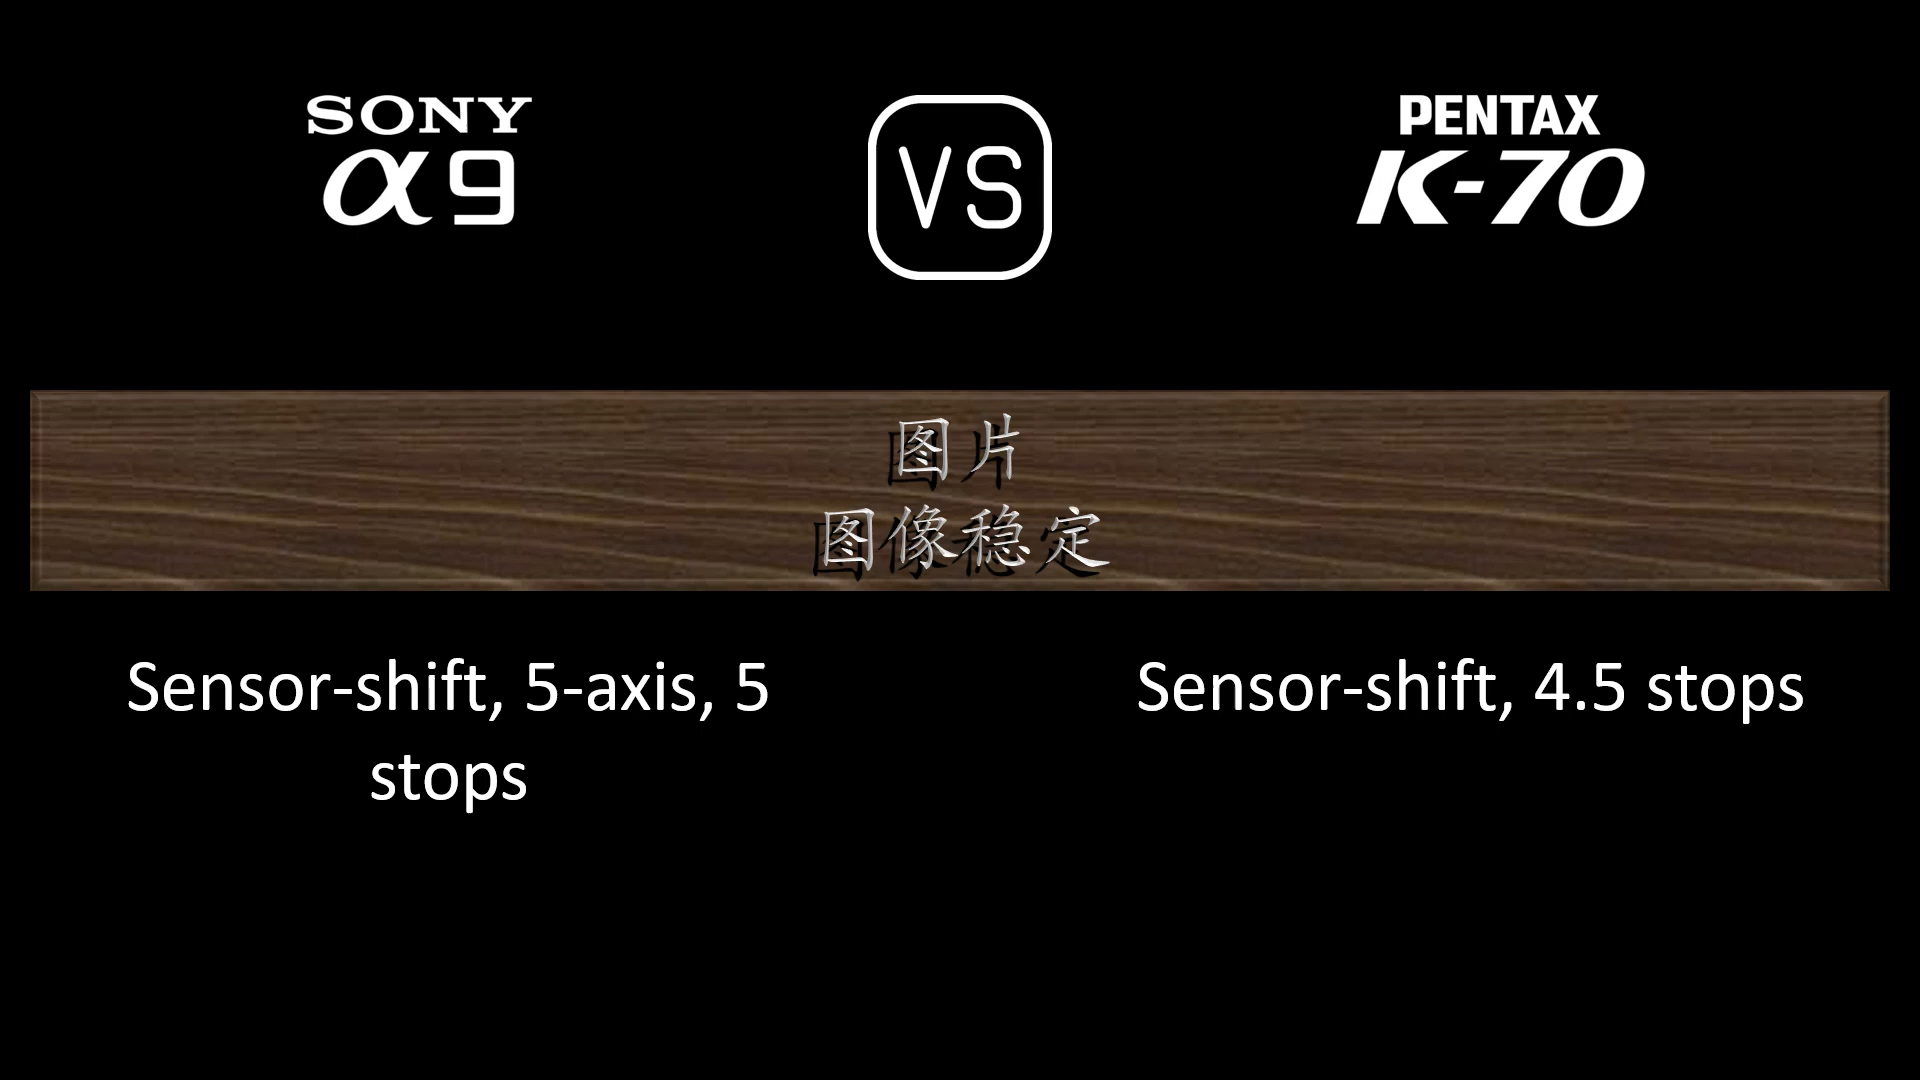 SONY
α9
VS
PENTAX
K-70
图片
图像稳定
Sensor-shift, 5-axis, 5
stops
Sensor-shift, 4.5 stops